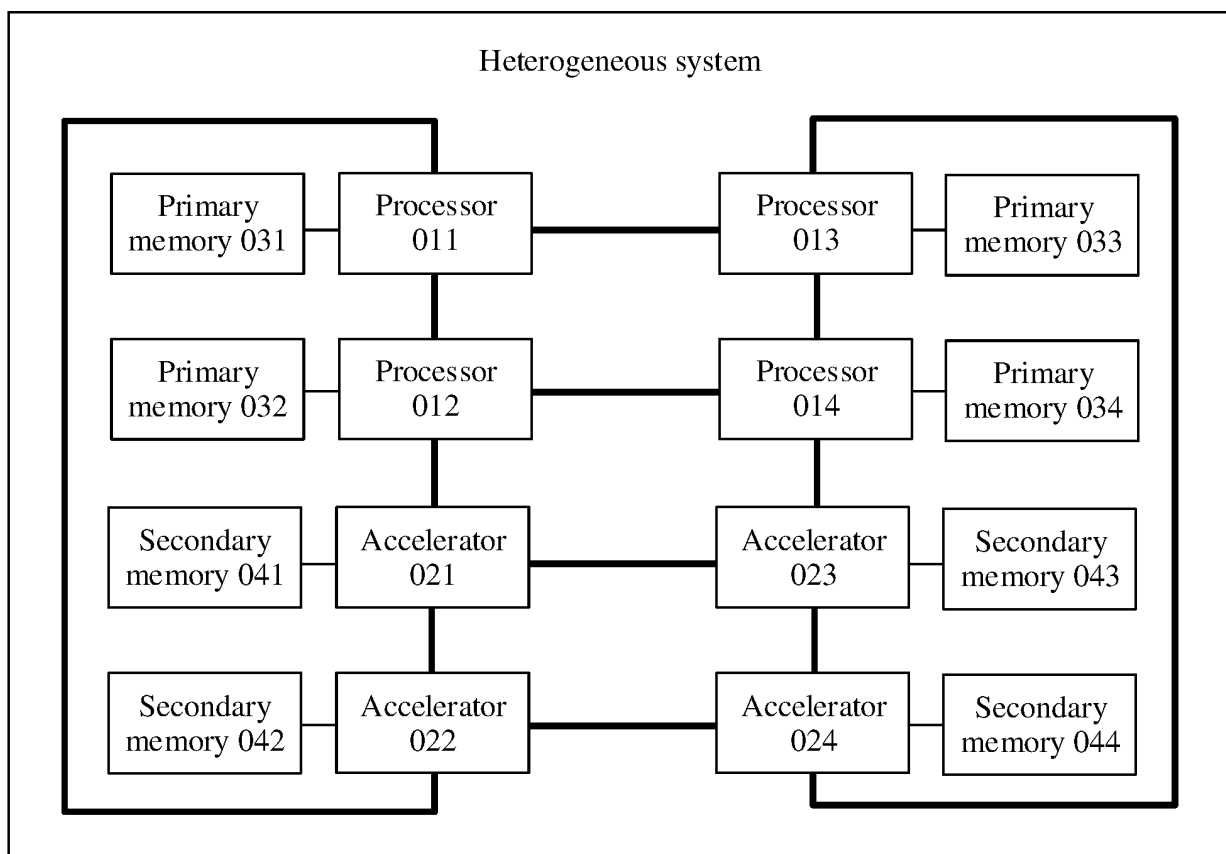 Heterogeneous system
Primary
memory 031
Processor
011
Processor
013
Primary
memory 033
Primary
memory 032
Processor
012
Processor
014
Primary
memory 034
Secondary
memory 041
Accelerator
021
Accelerator
023
Secondary
memory 043
Secondary
memory 042
Accelerator
022
Accelerator
024
Secondary
memory 044